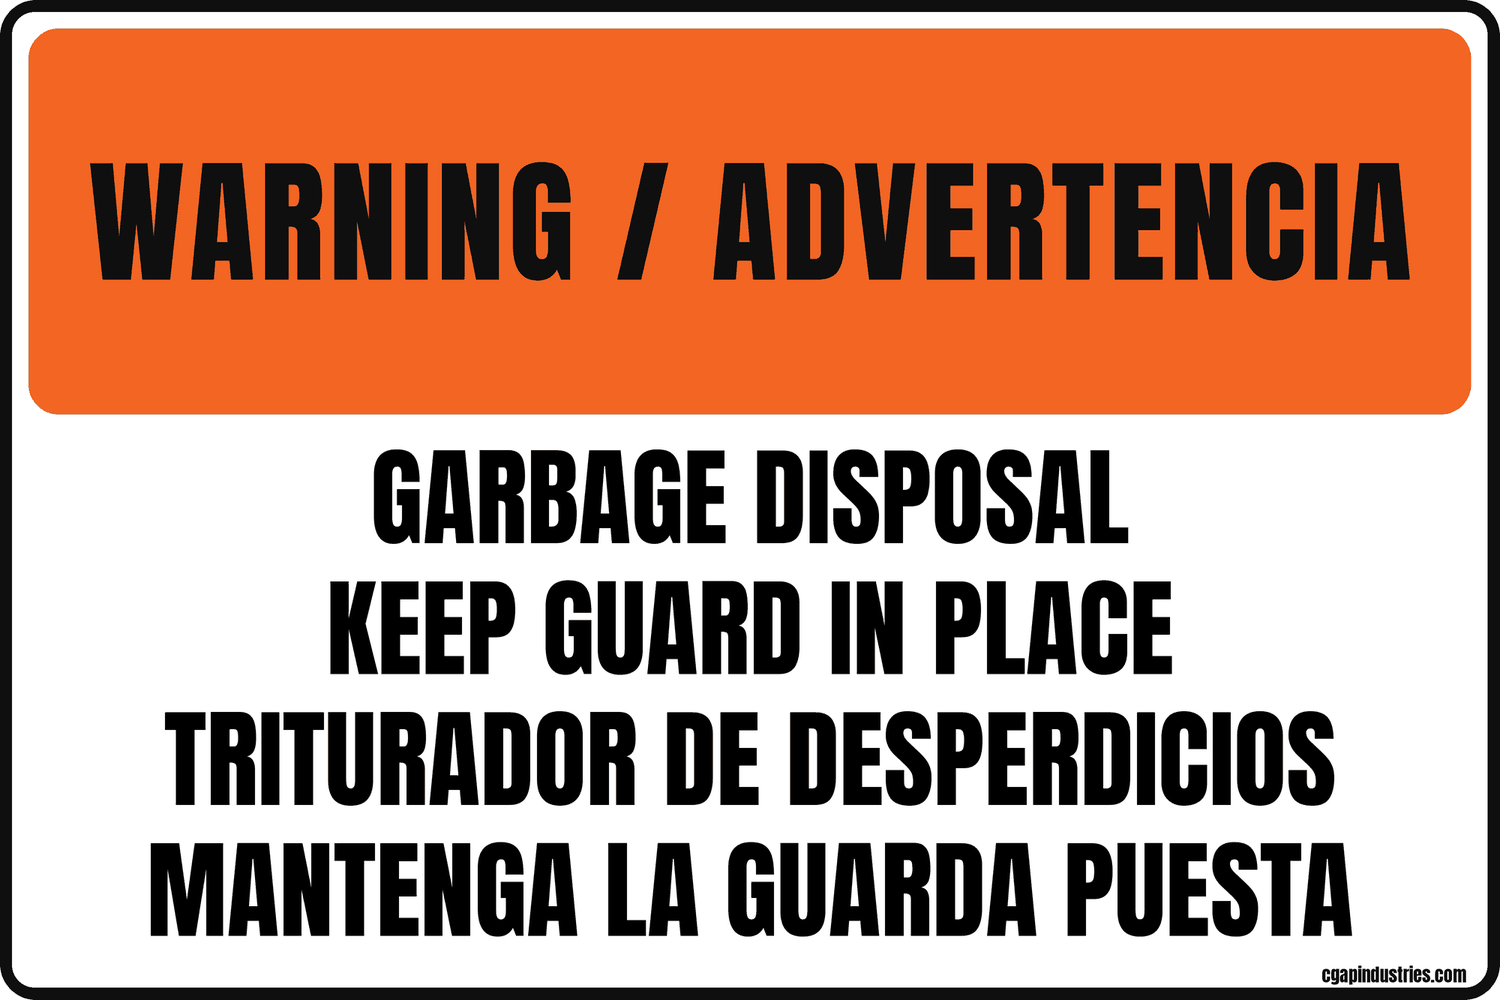 WARNING / ADVERTENCIA
GARBAGE DISPOSAL
KEEP GUARD IN PLACE
TRITURADOR DE DESPERDICIOS
MANTENGA LA GUARDA PUESTA
cgapindustries.com